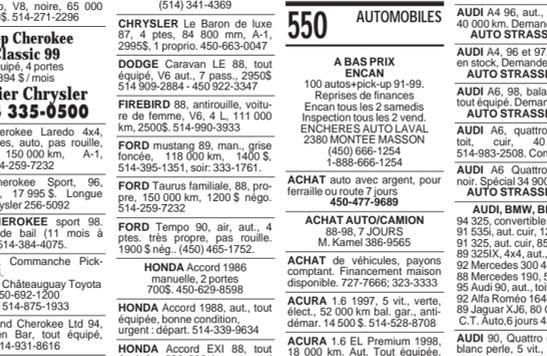 o, V8, noire, 65 000
0$. 514-271-2296
p Cherokee
Classic 99
uipé, 4 portes
394 $ / mois
ier Chrysler
335-0500
erokee Laredo 4x4,
es, auto, pas rouille,
150 000 km, A-1,
-259-7232
herokee Sport, 96,
, 17 995 $. Longue
ysler 256-5092
HEROKEE sport 98.
de bail (11 mois à
514-384-4075.
. Commanche Pick-
Châteauguay Toyota
50-692-1200
514-875-1933
nd Cherokee Ltd 94,
en Bar, tout équipé,
14-931-8616
(514) 341-4369
CHRYSLER Le Baron de luxe
87, 4 ptes, 84 800 mm, A-1,
2995$, 1 proprio. 450-663-0047
DODGE Caravan LE 88, tout
équipé, V6 aut., 7 pass., 2950$
514 909-2884 - 450 922-3347
FIREBIRD 88, antirouille, voitu-
re de femme, V6, 4 L, 111 000
km, 2500$. 514-990-3933
FORD mustang 89, man., grise
foncée, 118 000 km, 1400 $,
514-395-1351, soir: 333-1761.
FORD Taurus familiale, 88, pro-
pre, 150 000 km, 1200 $ négo.
514-259-7232
FORD Tempo 90, air, aut., 4
ptes. très propre, pas rouille.
1900 $ nég.. (450) 465-1752.
HONDA Accord 1986
manuelle, 2 portes
700$. 450-629-8598
HONDA Accord 1988, aut., tout
équipée, bonne condition,
urgent : départ. 514-339-9634
HONDA Accord EXI 88, tout
550 AUTOMOBILES
A BAS PRIX
ENCAN
100 autos+pick-up 91-99.
Reprises de finances
Encan tous les 2 samedis
Inspection tous les 2 vend.
ENCHERES AUTO LAVAL
2380 MONTEE MASSON
(450) 666-1254
1-888-666-1254
ACHAT auto avec argent, pour
ferraille ou route 7 jours
450-477-9689
ACHAT AUTO/CAMION
88-98, 7 JOURS
M. Kamel 386-9565
ACHAT de véhicules, payons
comptant. Financement maison
disponible. 727-7666; 323-3333
ACURA 1.6 1997, 5 vit., verte,
élect., 52 000 km bal. gar., anti-
démar. 14 500 $. 514-528-8708
ACURA 1.6 EL Premium 1998,
18 000 km. Aut. Tout équipée.
AUDI A4 96, aut.,
40 000 km. Deman
AUTO STRASS
AUDI A4, 96 et 97
en stock, Demande
AUTO STRASSE
AUDI A6, 98, bala
tout équipé. Deman
AUTO STRASSE
AUDI A6, quattro
toit, cuir, 40
514-983-2508. Con
AUDI A6 Quattro
noir. Spécial 34 900
AUTO STRASSE
AUDI, BMW, B
94 325, convertible
91 535i, aut. cuir, 12
91 325, aut. cuir, 85
89 325IX, 4x4, aut.,
92 Mercedes 300 4
88 Mercedes 190, 5
95 Audi 90, aut., toi
92 Alfa Roméo 164
89 Jaguar XJ6, 80 0
C.T. Auto,6 jours 4
AUDI 90, Quattro
blanc perle, 5 vit.,